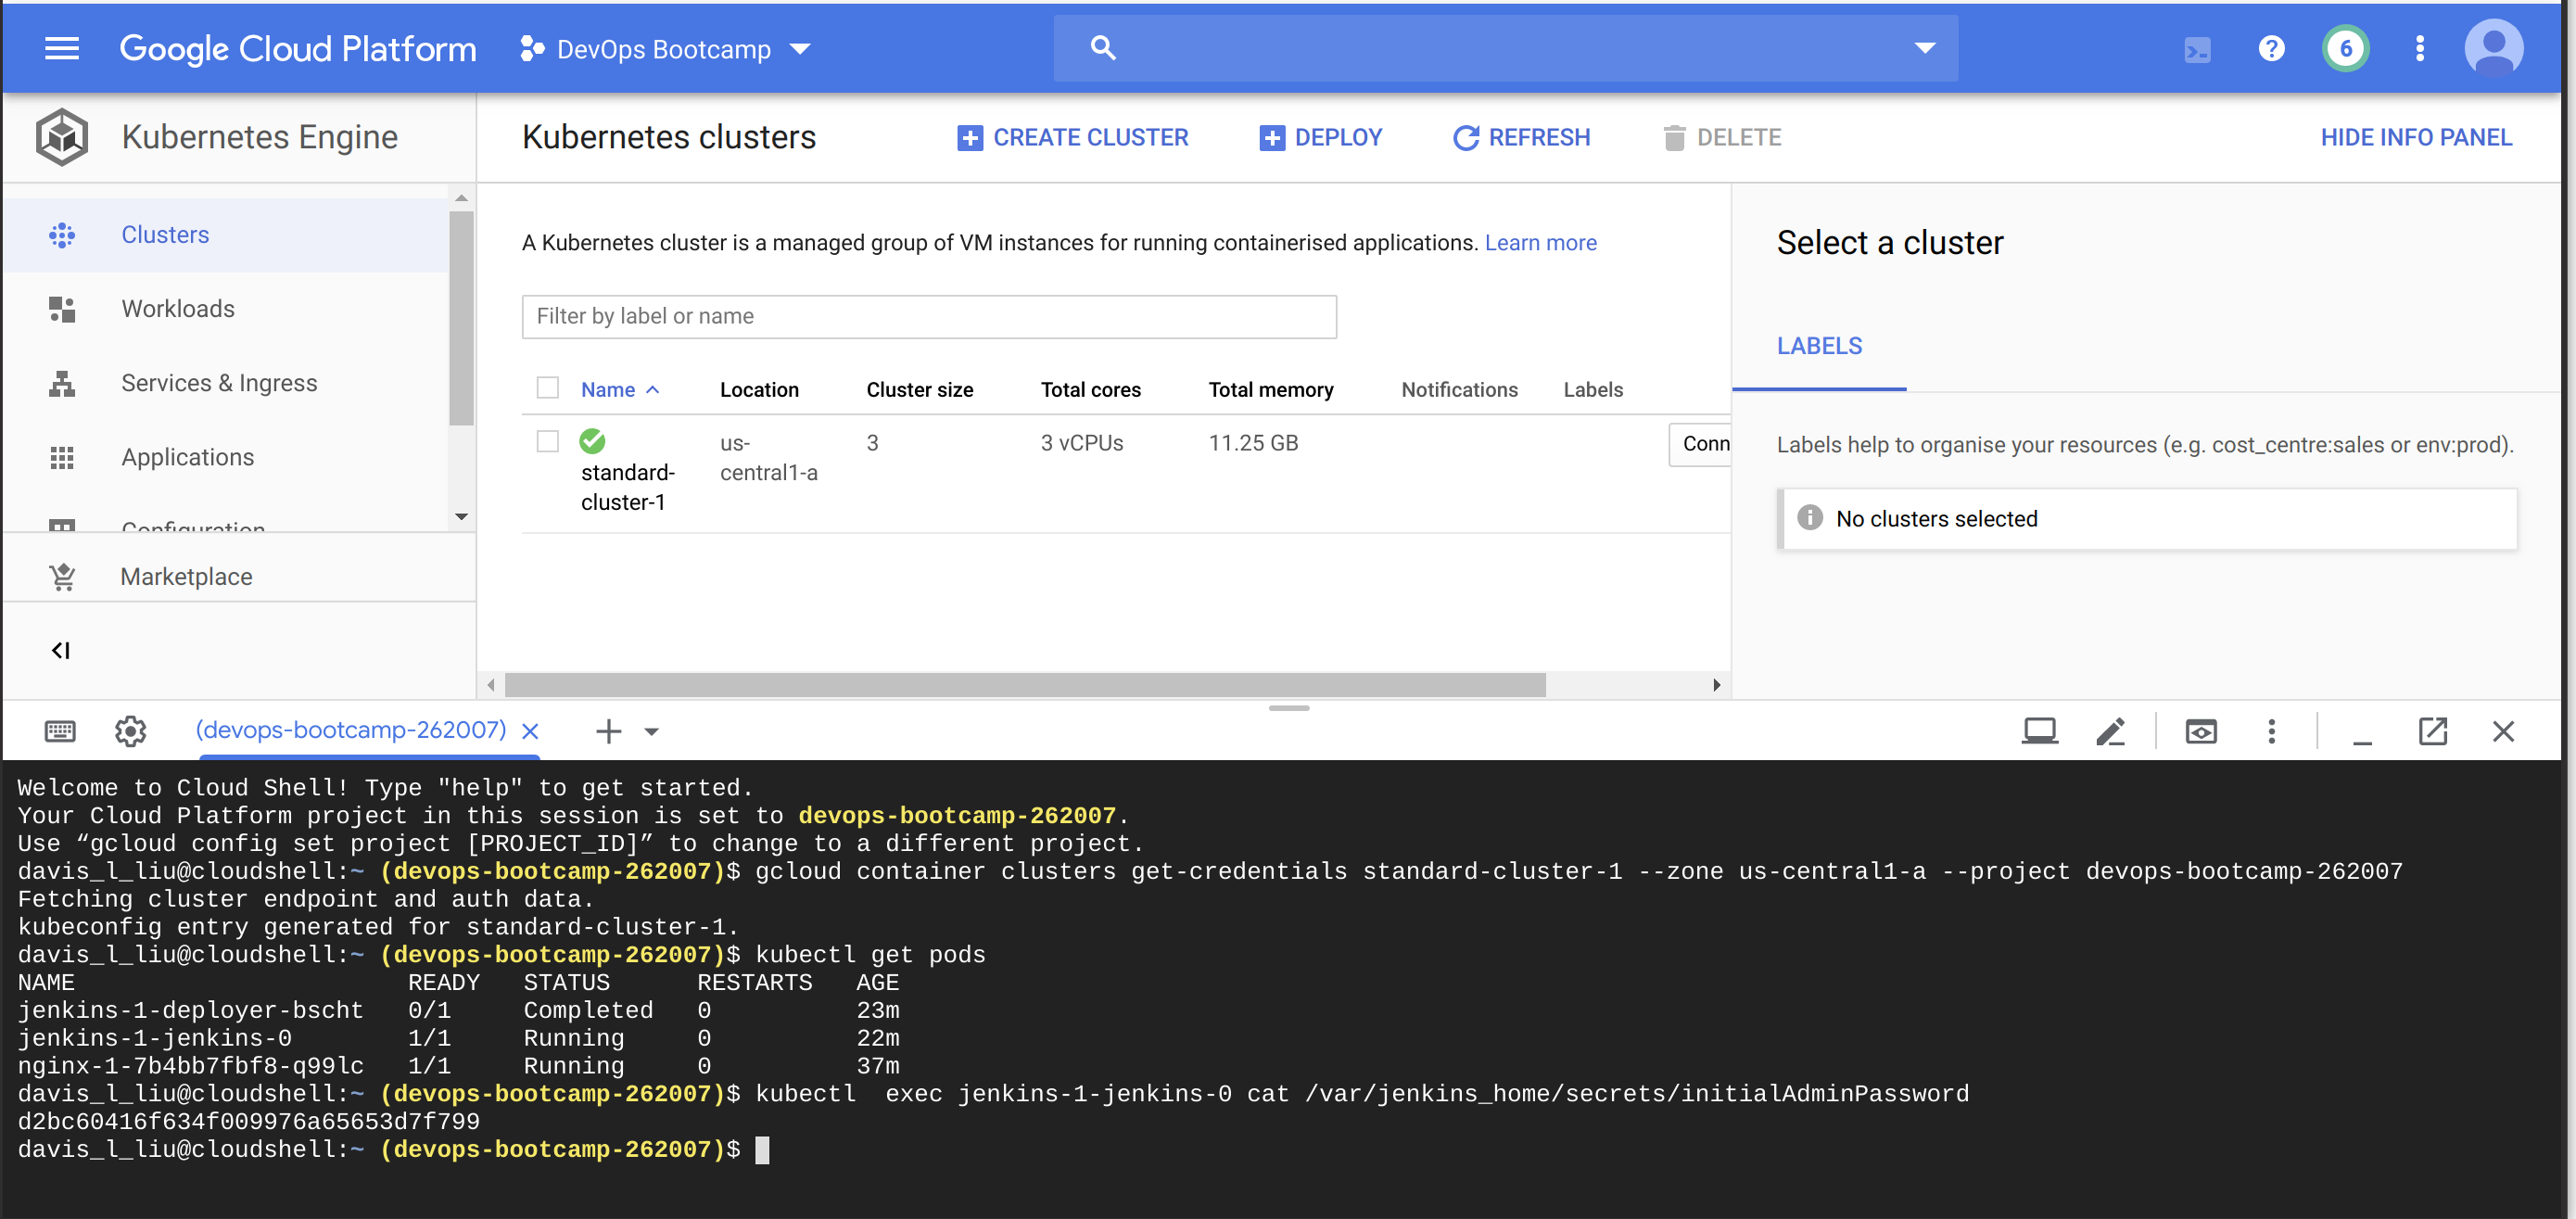 Google Cloud Platform DevOps Bootcamp 6
Kubernetes Engine
Kubernetes clusters CREATE CLUSTER DEPLOY REFRESH DELETE HIDE INFO PANEL
Clusters
Workloads
Services & Ingress
Applications
Configuration
Marketplace
A Kubernetes cluster is a managed group of VM instances for running containerised applications. Learn more
Filter by label or name
Name Location Cluster size Total cores Total memory Notifications Labels
standard-cluster-1 us-central1-a 3 3 vCPUs 11.25 GB Conn
Select a cluster
LABELS
Labels help to organise your resources (e.g. cost_centre:sales or env:prod).
No clusters selected
(devops-bootcamp-262007)
Welcome to Cloud Shell! Type "help" to get started.
Your Cloud Platform project in this session is set to devops-bootcamp-262007.
Use “gcloud config set project [PROJECT_ID]” to change to a different project.
davis_l_liu@cloudshell:~ (devops-bootcamp-262007)$ gcloud container clusters get-credentials standard-cluster-1 --zone us-central1-a --project devops-bootcamp-262007
Fetching cluster endpoint and auth data.
kubeconfig entry generated for standard-cluster-1.
davis_l_liu@cloudshell:~ (devops-bootcamp-262007)$ kubectl get pods
NAME READY STATUS RESTARTS AGE
jenkins-1-deployer-bscht 0/1 Completed 0 23m
jenkins-1-jenkins-0 1/1 Running 0 22m
nginx-1-7b4bb7fbf8-q99lc 1/1 Running 0 37m
davis_l_liu@cloudshell:~ (devops-bootcamp-262007)$ kubectl  exec jenkins-1-jenkins-0 cat /var/jenkins_home/secrets/initialAdminPassword
d2bc60416f634f009976a65653d7f799
davis_l_liu@cloudshell:~ (devops-bootcamp-262007)$